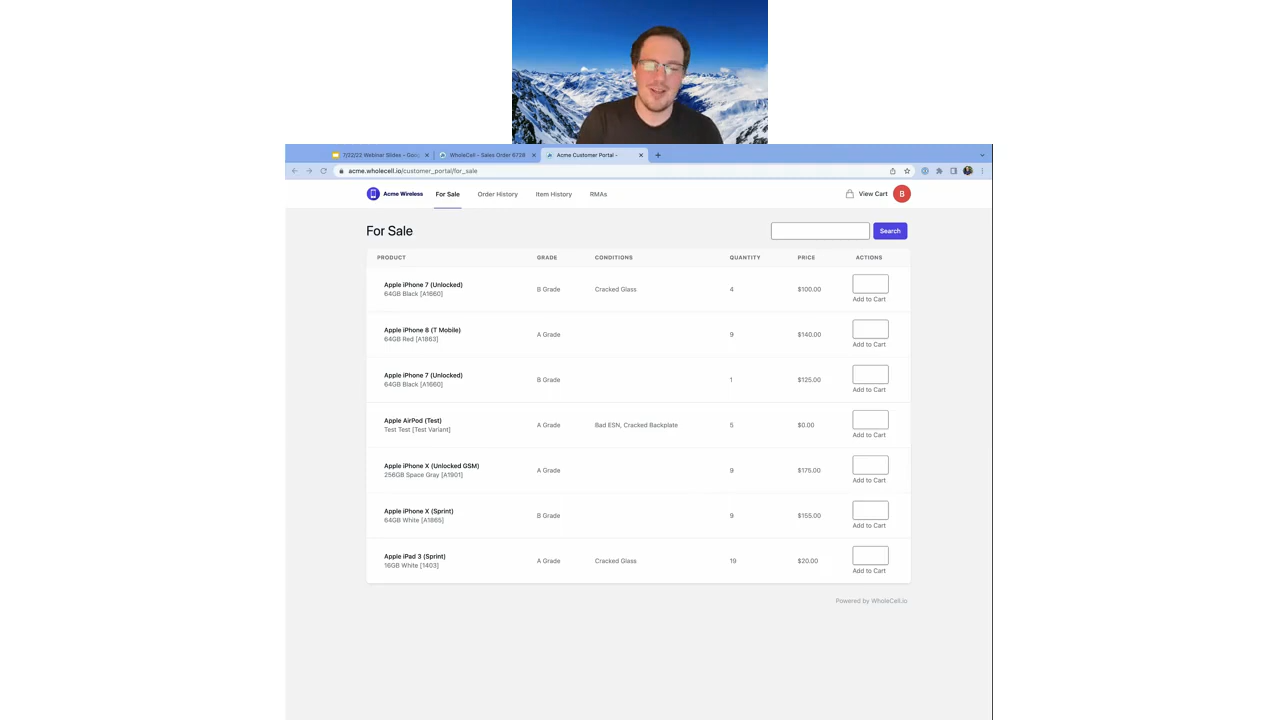 7/22/22 Webinar Slides – Goog
WholeCell – Sales Order 6728
Acme Customer Portal -
acme.wholecell.io/customer_portal/for_sale
Acme Wireless
For Sale
Order History
Item History
RMAs
View Cart
B
For Sale
Search
PRODUCT GRADE CONDITIONS QUANTITY PRICE ACTIONS
Apple iPhone 7 (Unlocked)
64GB Black [A1660]
B Grade
Cracked Glass
4
$100.00
Add to Cart
Apple iPhone 8 (T Mobile)
64GB Red [A1863]
A Grade
9
$140.00
Add to Cart
Apple iPhone 7 (Unlocked)
64GB Black [A1660]
B Grade
1
$125.00
Add to Cart
Apple AirPod (Test)
Test Test [Test Variant]
A Grade
Bad ESN, Cracked Backplate
5
$0.00
Add to Cart
Apple iPhone X (Unlocked GSM)
256GB Space Gray [A1901]
A Grade
9
$175.00
Add to Cart
Apple iPhone X (Sprint)
64GB White [A1865]
B Grade
9
$155.00
Add to Cart
Apple iPad 3 (Sprint)
16GB White [1403]
A Grade
Cracked Glass
19
$20.00
Add to Cart
Powered by WholeCell.io